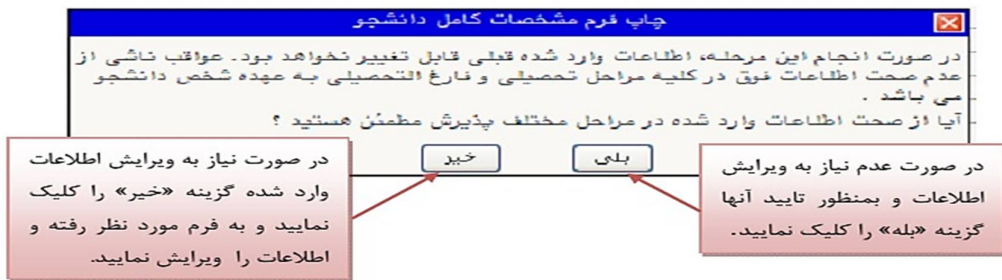 چاپ فرم مشخصات کامل دانشجو
در صورت انجام این مرحله، اطلاعات وارد شده قبلی قابل تغییر نخواهد بود. عواقب ناشی از
عدم صحت اطلاعات فوق در کلیه مراحل تحصیلی و فارغ التحصیلی به عهده شخص دانشجو
می باشد .
آیا از صحت اطلاعات وارد شده در مراحل مختلف پذیرش مطمئن هستید ؟
بلی
خیر
در صورت عدم نیاز به ویرایش
اطلاعات و بمنظور تایید آنها
گزینه «بله» را کلیک نمایید.
در صورت نیاز به ویرایش اطلاعات
وارد شده گزینه «خیر» را کلیک
نمایید و به فرم مورد نظر رفته و
اطلاعات را ویرایش نمایید.